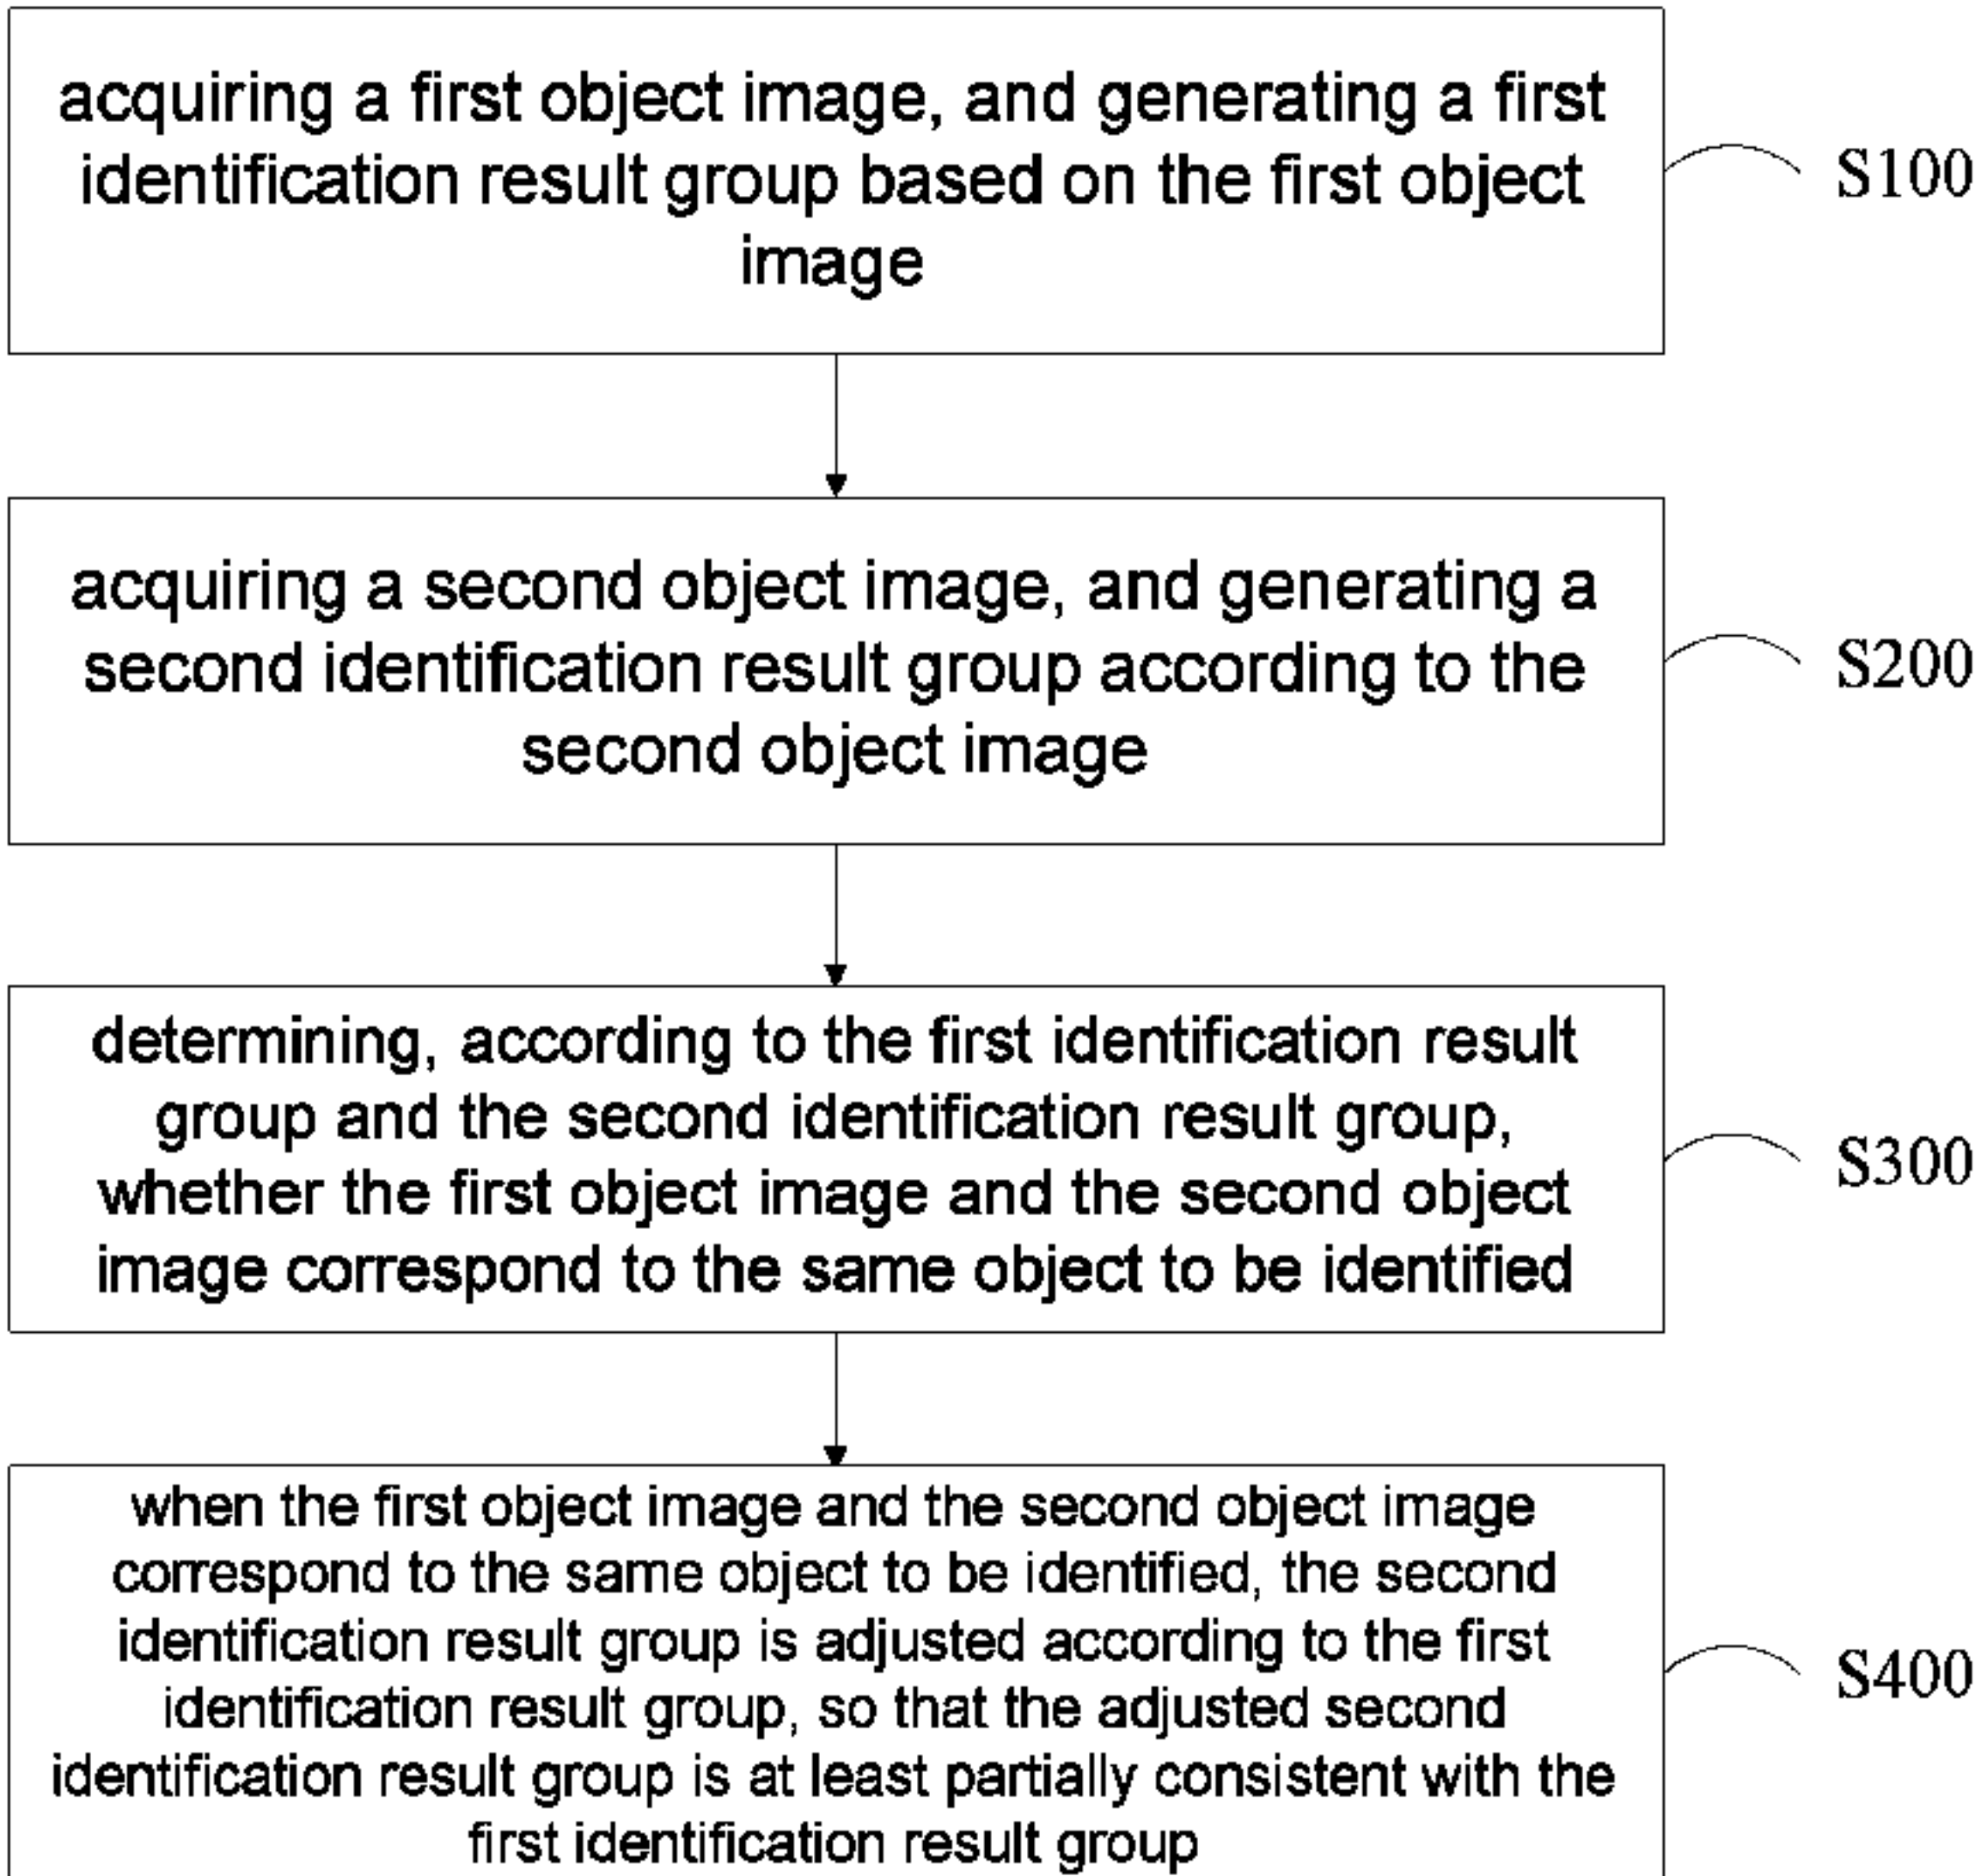 acquiring a first object image, and generating a first
identification result group based on the first object
image
S100
acquiring a second object image, and generating a
second identification result group according to the
second object image
S200
determining, according to the first identification result
group and the second identification result group,
whether the first object image and the second object
image correspond to the same object to be identified
S300
when the first object image and the second object image
correspond to the same object to be identified, the second
identification result group is adjusted according to the first
identification result group, so that the adjusted second
identification result group is at least partially consistent with the
first identification result group
S400